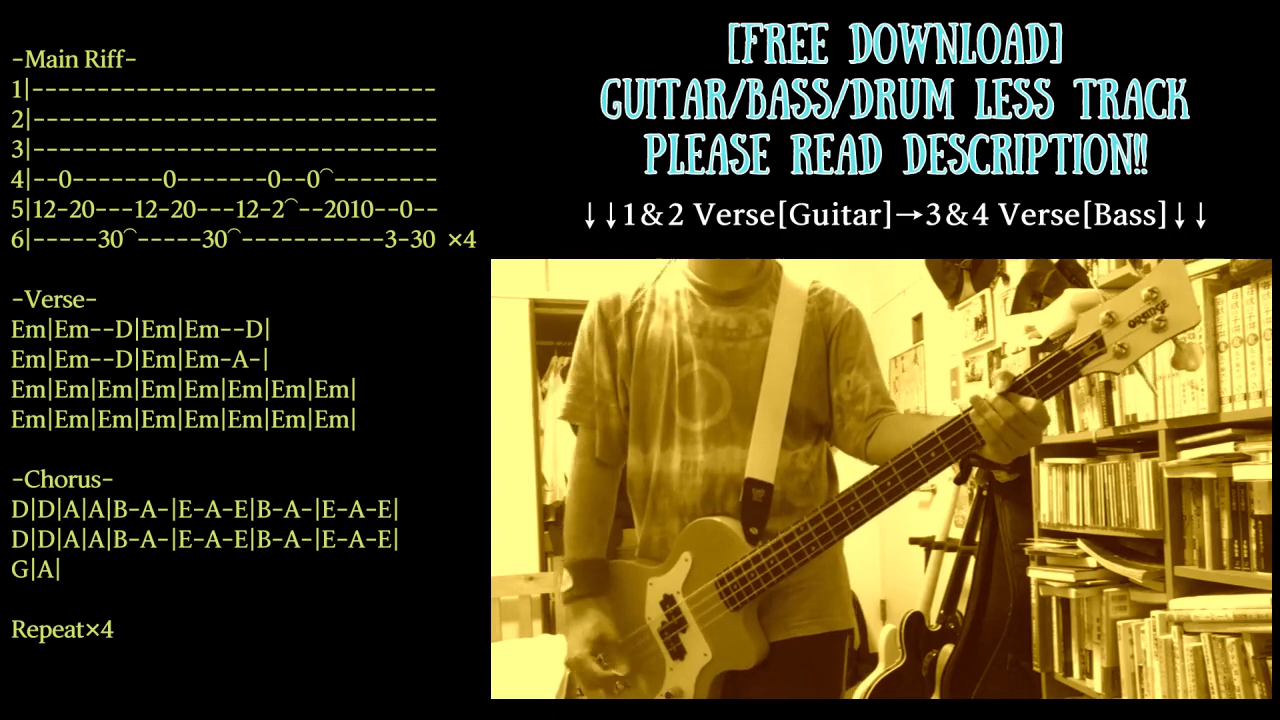 -Main Riff-
1|-------------------------------
2|-------------------------------
3|-------------------------------
4|--0-------0-------0--0⌒--------
5|12-20---12-20---12-2⌒--2010--0--
6|-----30⌒-----30⌒-----------3-30 ×4
-Verse-
Em|Em--D|Em|Em--D|
Em|Em--D|Em|Em-A-|
Em|Em|Em|Em|Em|Em|Em|Em|
Em|Em|Em|Em|Em|Em|Em|Em|
-Chorus-
D|D|A|A|B-A-|E-A-E|B-A-|E-A-E|
D|D|A|A|B-A-|E-A-E|B-A-|E-A-E|
G|A|
Repeat×4
[FREE DOWNLOAD]
GUITAR/BASS/DRUM LESS TRACK
PLEASE READ DESCRIPTION!!
↓↓1&2 Verse[Guitar]→3&4 Verse[Bass]↓↓
ORANGE